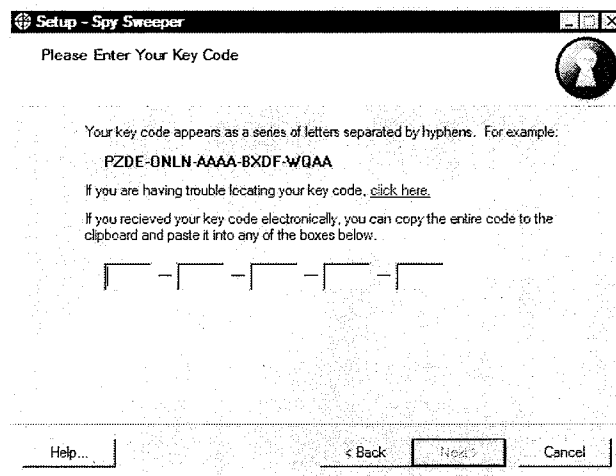 Setup - Spy Sweeper
Please Enter Your Key Code
Your key code appears as a series of letters separated by hyphens. For example:
PZDE-ONLN-AAAA-BXDF-WQAA
If you are having trouble locating your key code, click here.
If you recieved your key code electronically, you can copy the entire code to the
clipboard and paste it into any of the boxes below.
Help... < Back Next > Cancel